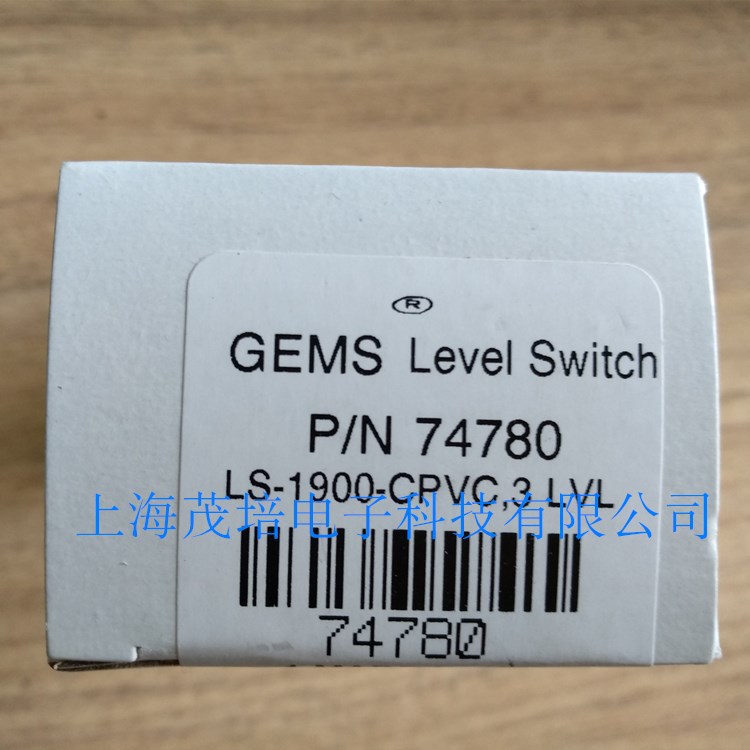 ®
GEMS Level Switch
P/N 74780
LS-1900-CPVC,3 LVL
上海茂培电子科技有限公司
74780